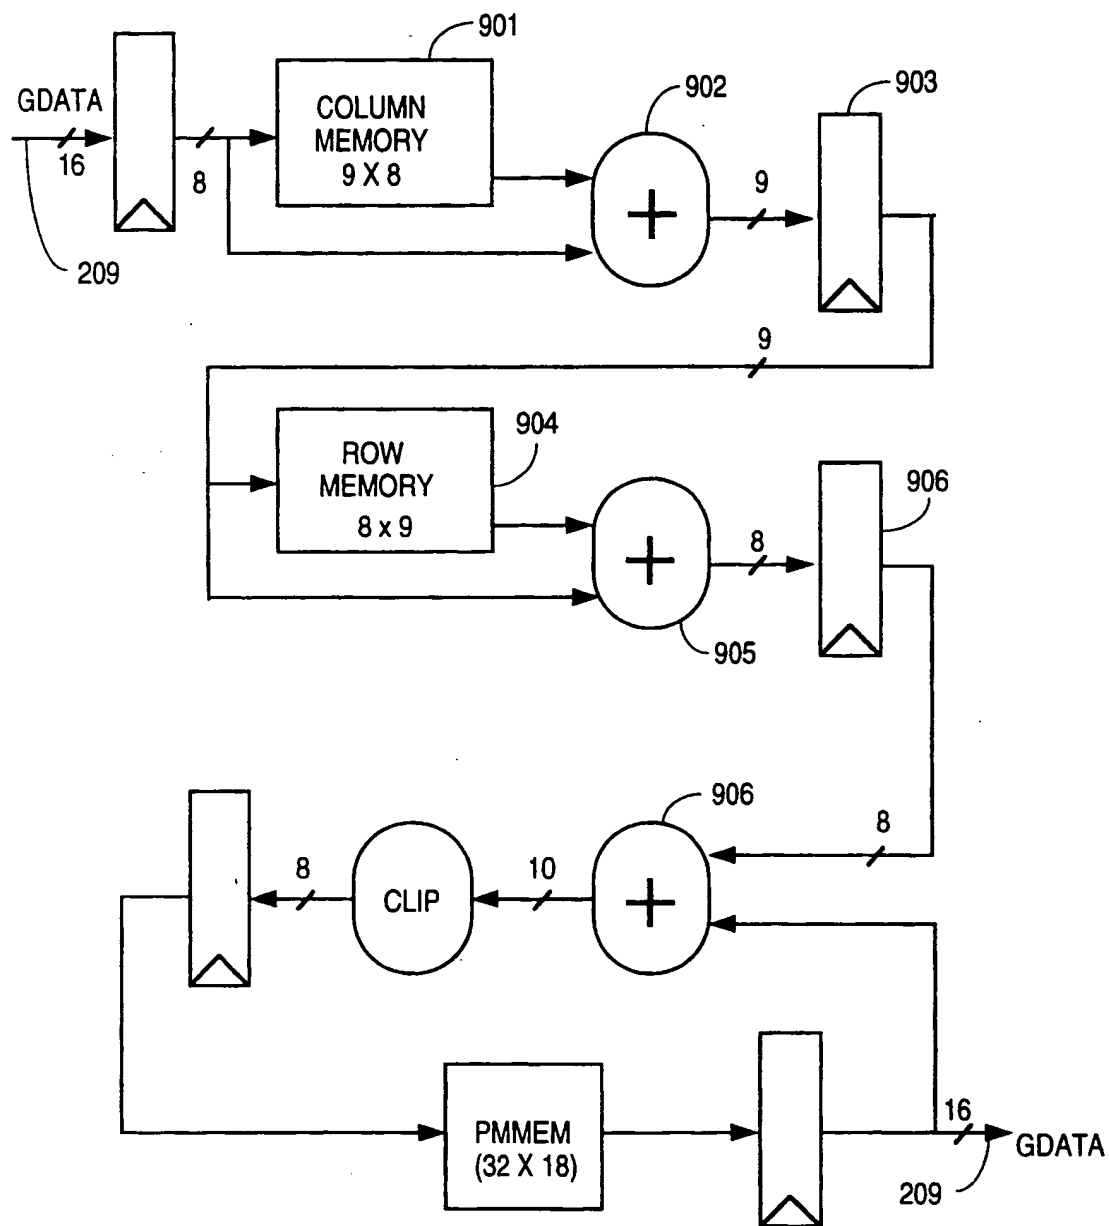 901
GDATA
16
8
COLUMN
MEMORY
9 X 8
902
+
9
903
209
9
ROW
MEMORY
8 x 9
904
+
8
906
905
906
8
8
CLIP
10
+
PMMEM
(32 X 18)
16
GDATA
209